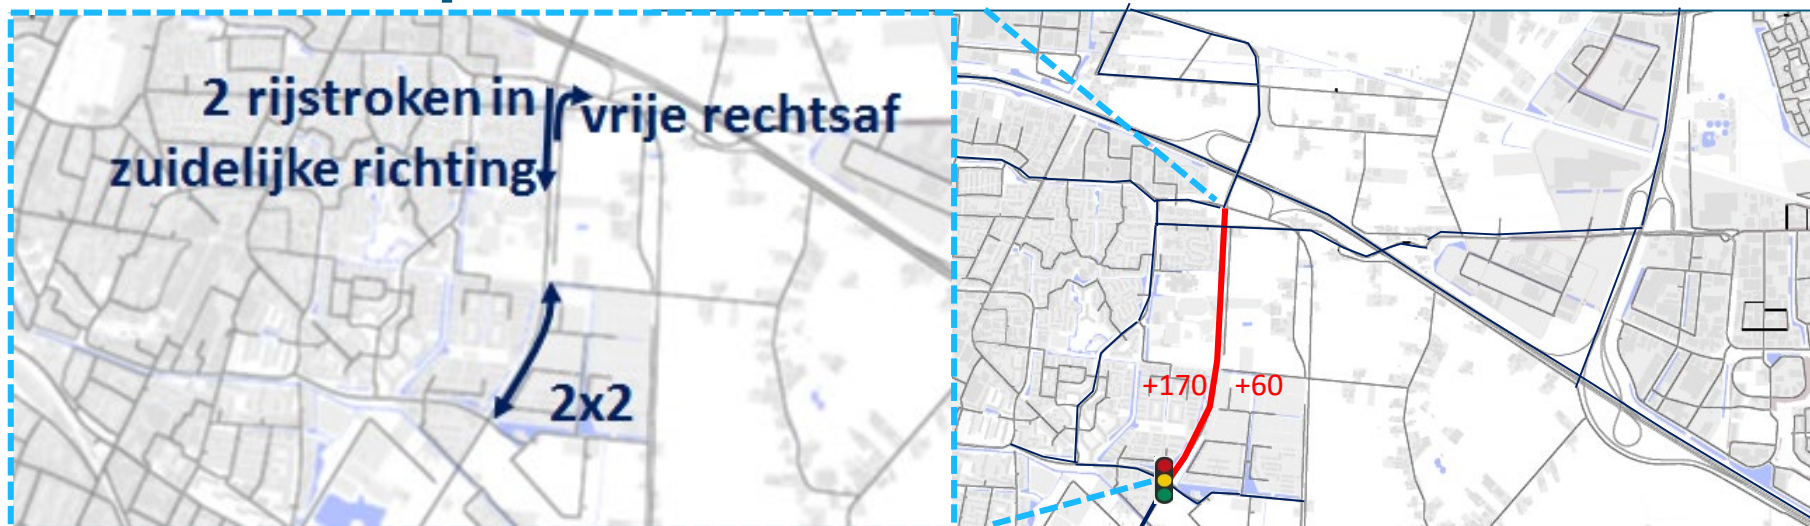 2 rijstroken in
zuidelijke richting
vrije rechtsaf
2x2
+170
+60